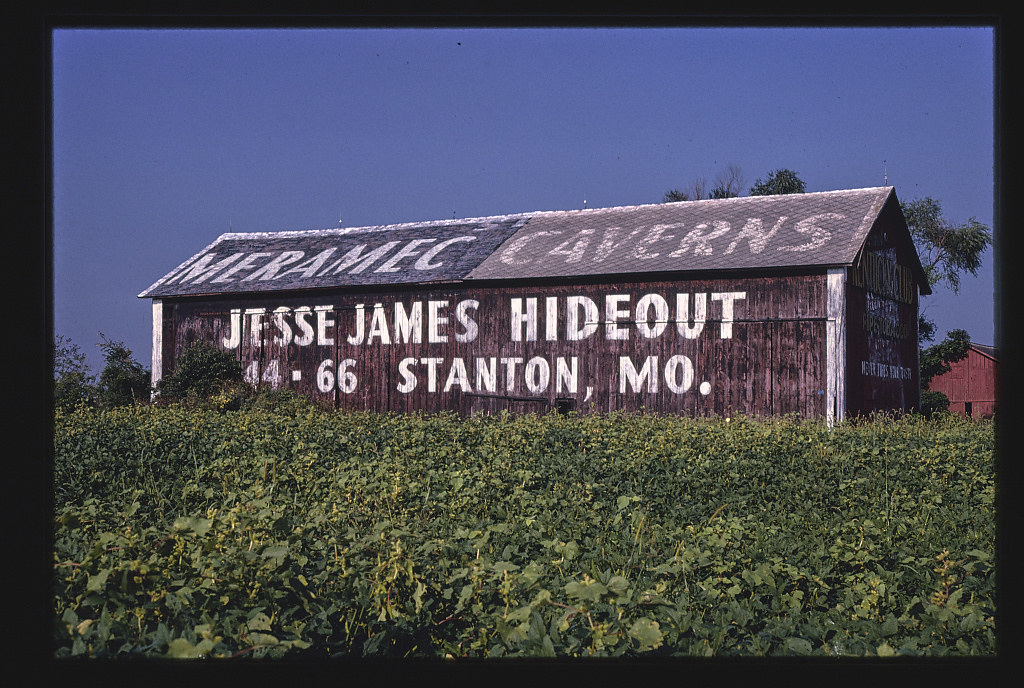 MERAMEC CAVERNS
JESSE JAMES HIDEOUT
44-66 STANTON, MO.